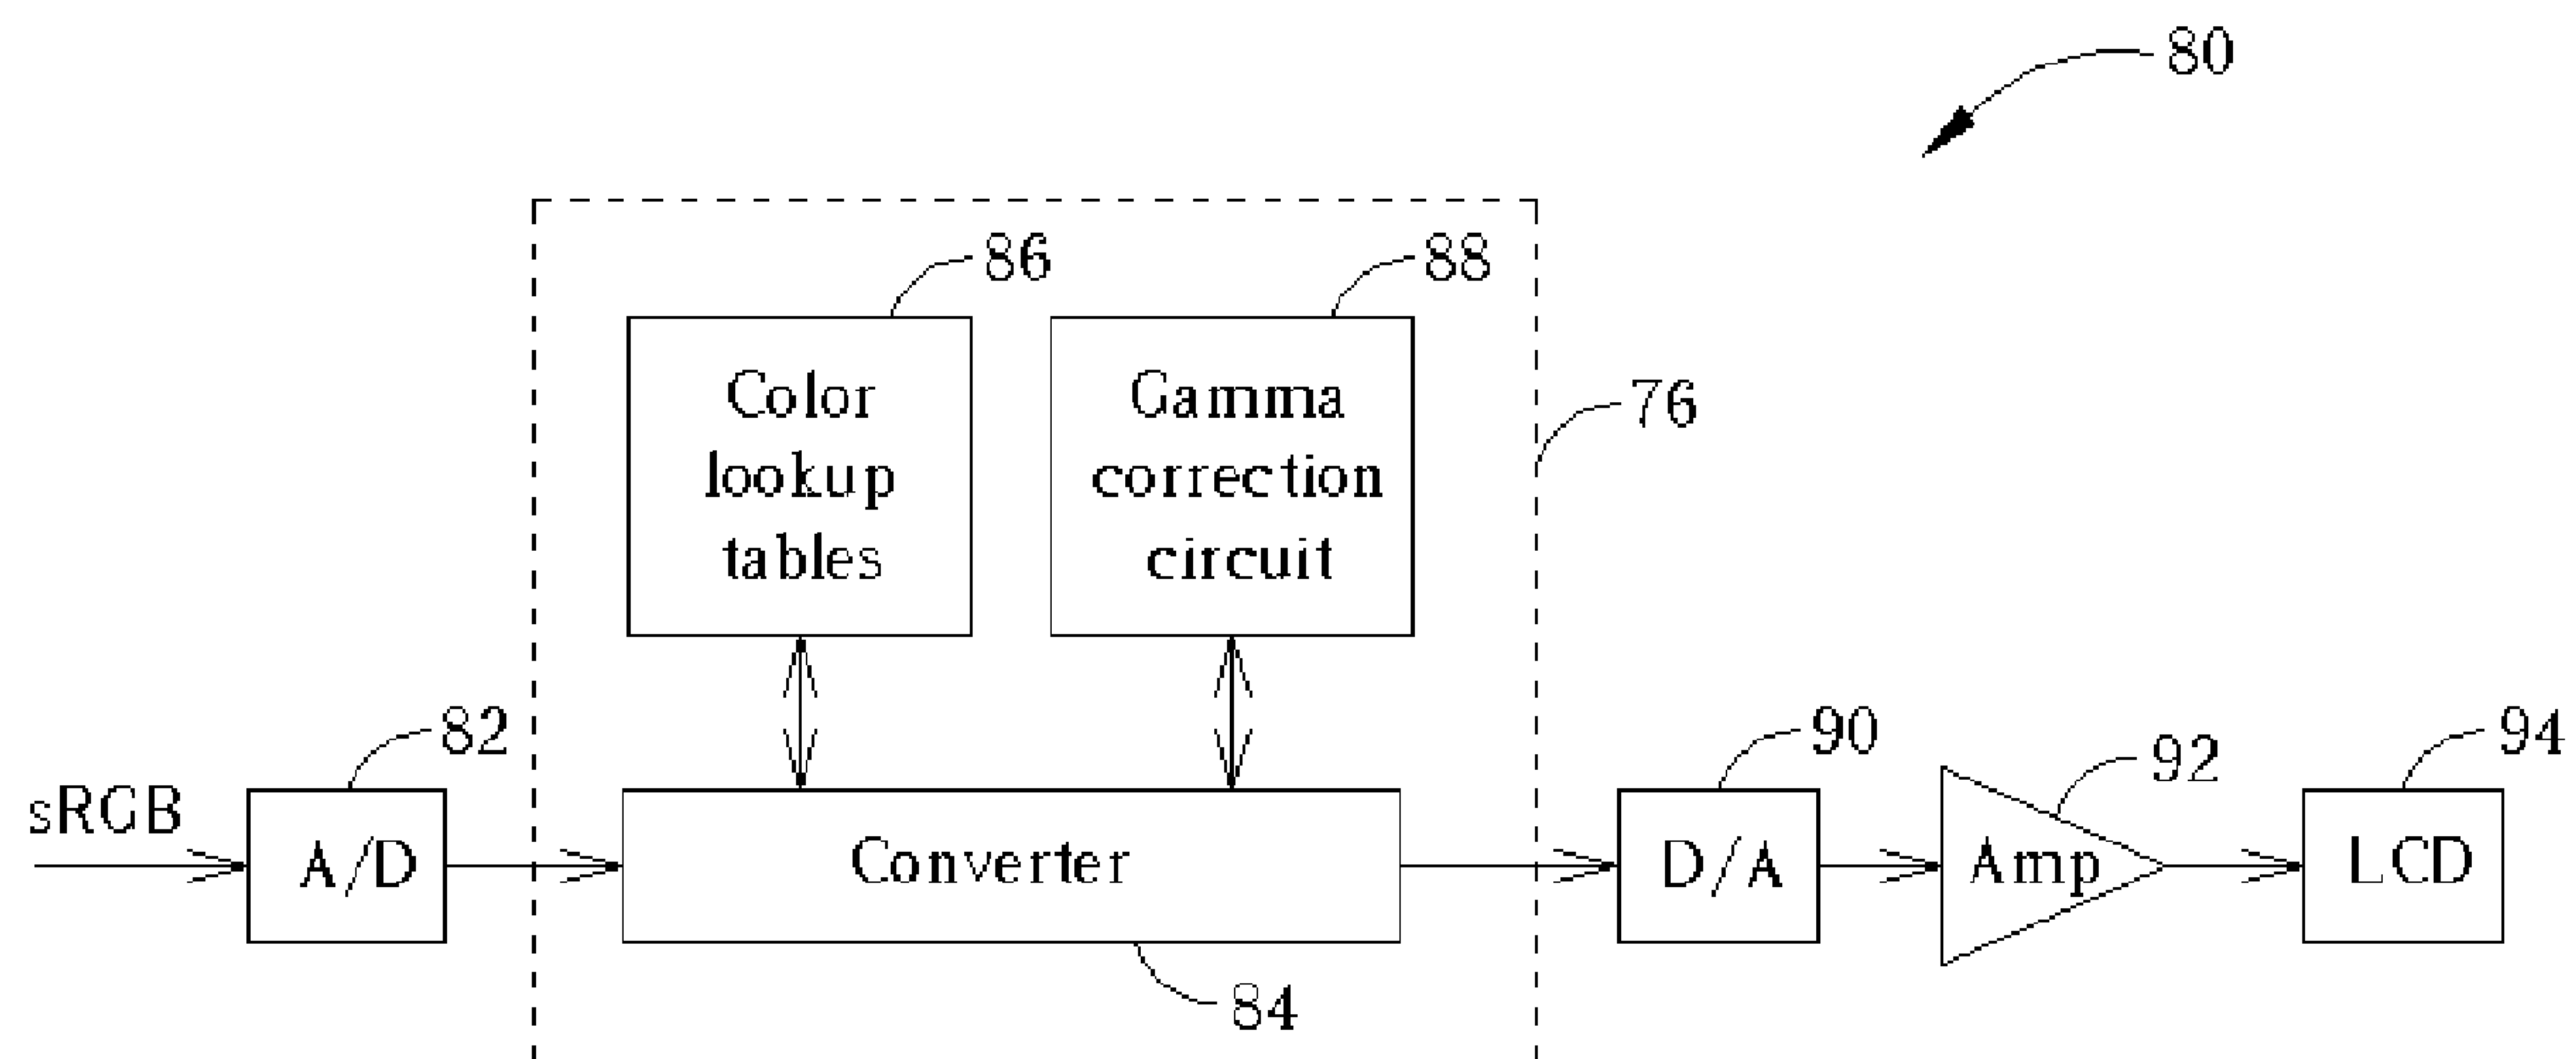 80
86
88
Color
lookup
tables
Gamma
correction
circuit
76
82
90
92
94
sRGB
A/D
Converter
D/A
Amp
LCD
84